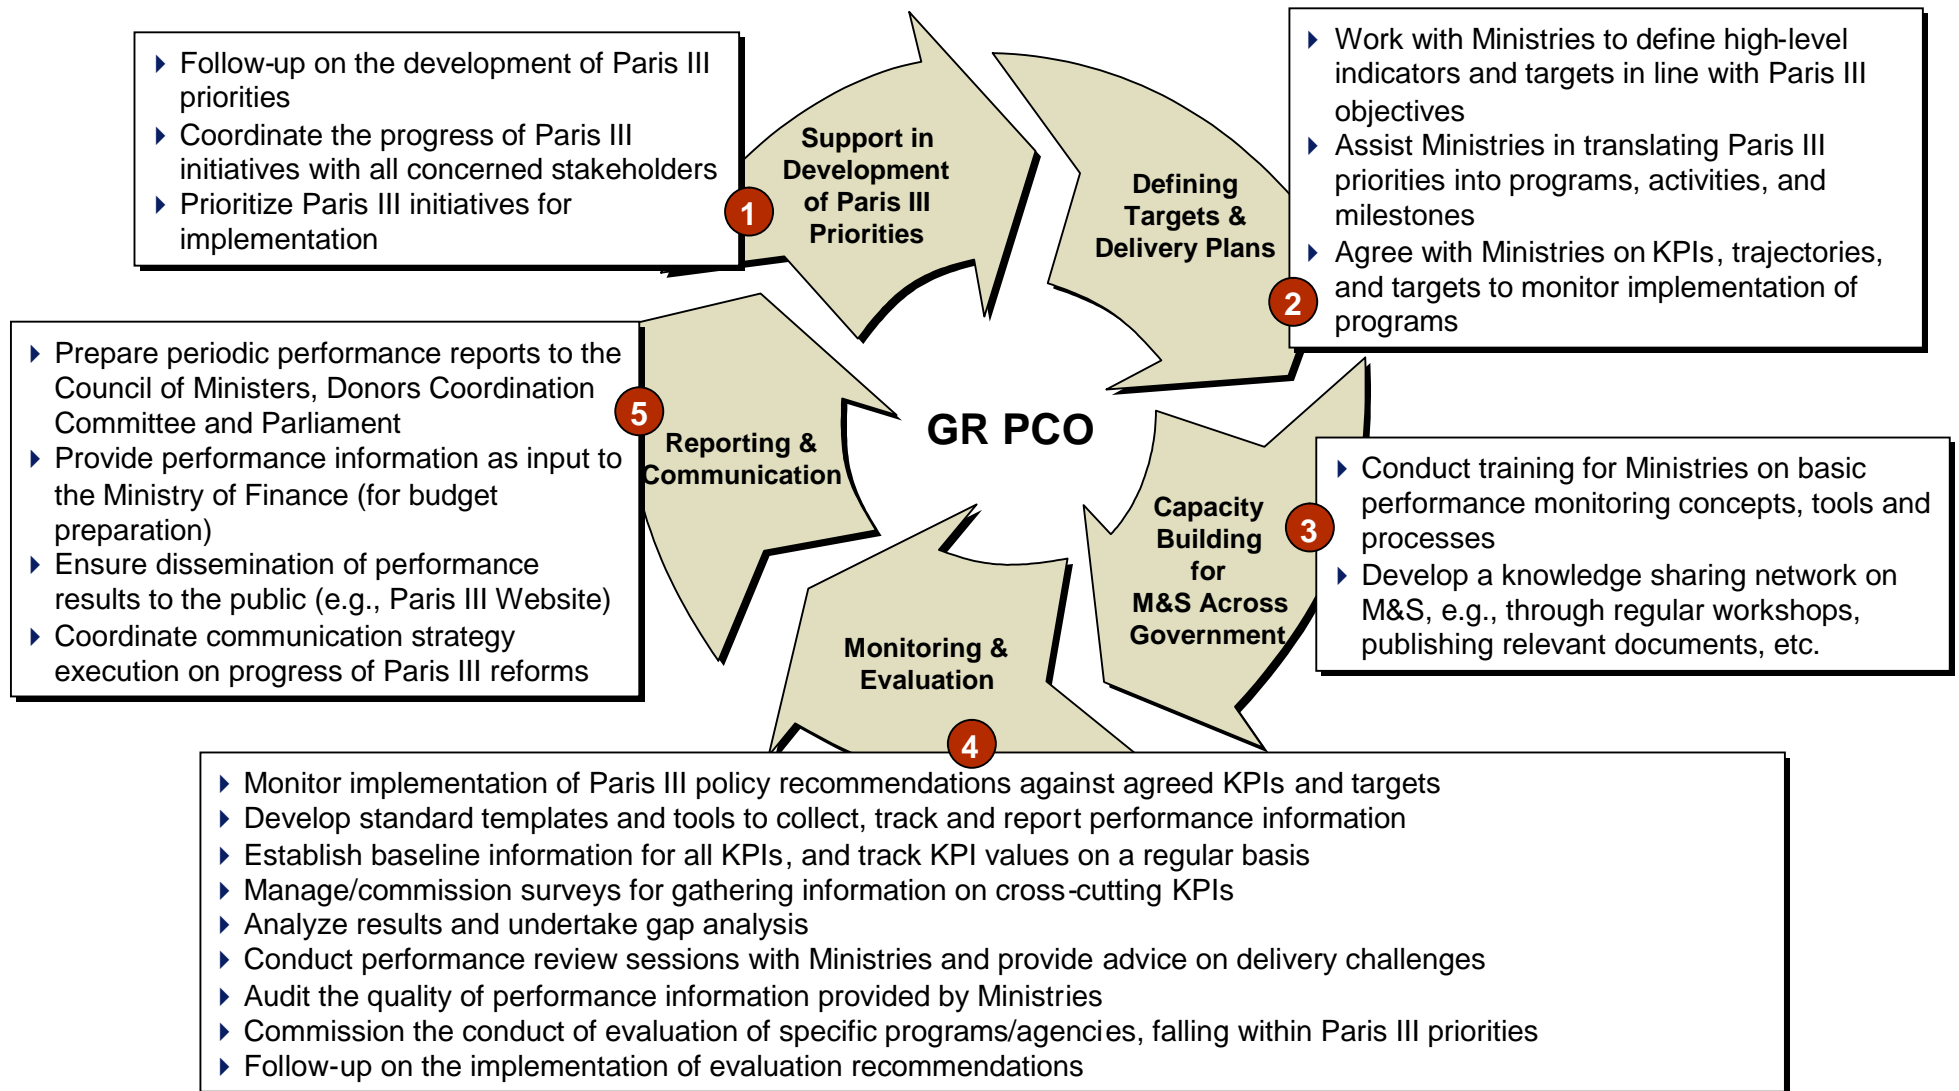 Follow-up on the development of Paris III
priorities
Coordinate the progress of Paris III
initiatives with all concerned stakeholders
Prioritize Paris III initiatives for
implementation
1
Support in
Development
of Paris III
Priorities
Defining
Targets &
Delivery Plans
2
Work with Ministries to define high-level
indicators and targets in line with Paris III
objectives
Assist Ministries in translating Paris III
priorities into programs, activities, and
milestones
Agree with Ministries on KPIs, trajectories,
and targets to monitor implementation of
programs
GR PCO
Capacity
Building
for
M&S Across
Government
3
Conduct training for Ministries on basic
performance monitoring concepts, tools and
processes
Develop a knowledge sharing network on
M&S, e.g., through regular workshops,
publishing relevant documents, etc.
Prepare periodic performance reports to the
Council of Ministers, Donors Coordination
Committee and Parliament
Provide performance information as input to
the Ministry of Finance (for budget
preparation)
Ensure dissemination of performance
results to the public (e.g., Paris III Website)
Coordinate communication strategy
execution on progress of Paris III reforms
5
Reporting &
Communication
Monitoring &
Evaluation
4
Monitor implementation of Paris III policy recommendations against agreed KPIs and targets
Develop standard templates and tools to collect, track and report performance information
Establish baseline information for all KPIs, and track KPI values on a regular basis
Manage/commission surveys for gathering information on cross-cutting KPIs
Analyze results and undertake gap analysis
Conduct performance review sessions with Ministries and provide advice on delivery challenges
Audit the quality of performance information provided by Ministries
Commission the conduct of evaluation of specific programs/agencies, falling within Paris III priorities
Follow-up on the implementation of evaluation recommendations